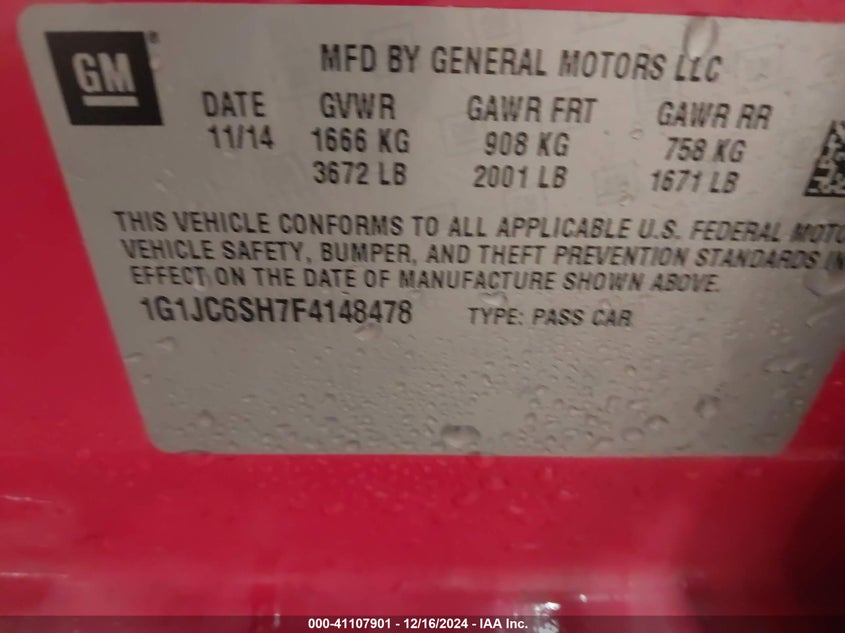 GM®
MFD BY GENERAL MOTORS LLC
DATE GVWR GAWR FRT GAWR RR
11/14 1666 KG 908 KG 758 KG
3672 LB 2001 LB 1671 LB
THIS VEHICLE CONFORMS TO ALL APPLICABLE U.S. FEDERAL MOTO
VEHICLE SAFETY, BUMPER, AND THEFT PREVENTION STANDARDS IN
EFFECT ON THE DATE OF MANUFACTURE SHOWN ABOVE.
1G1JC6SH7F4148478 TYPE: PASS CAR
000-41107901 - 12/16/2024 - IAA Inc.